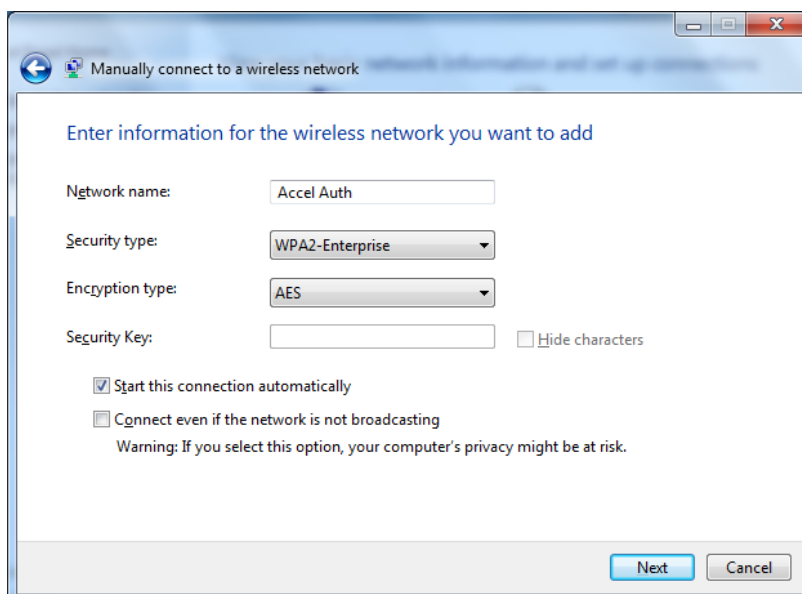 Manually connect to a wireless network
Enter information for the wireless network you want to add
Network name: Accel Auth
Security type: WPA2-Enterprise
Encryption type: AES
Security Key:
Hide characters
Start this connection automatically
Connect even if the network is not broadcasting
Warning: If you select this option, your computer's privacy might be at risk.
Next Cancel